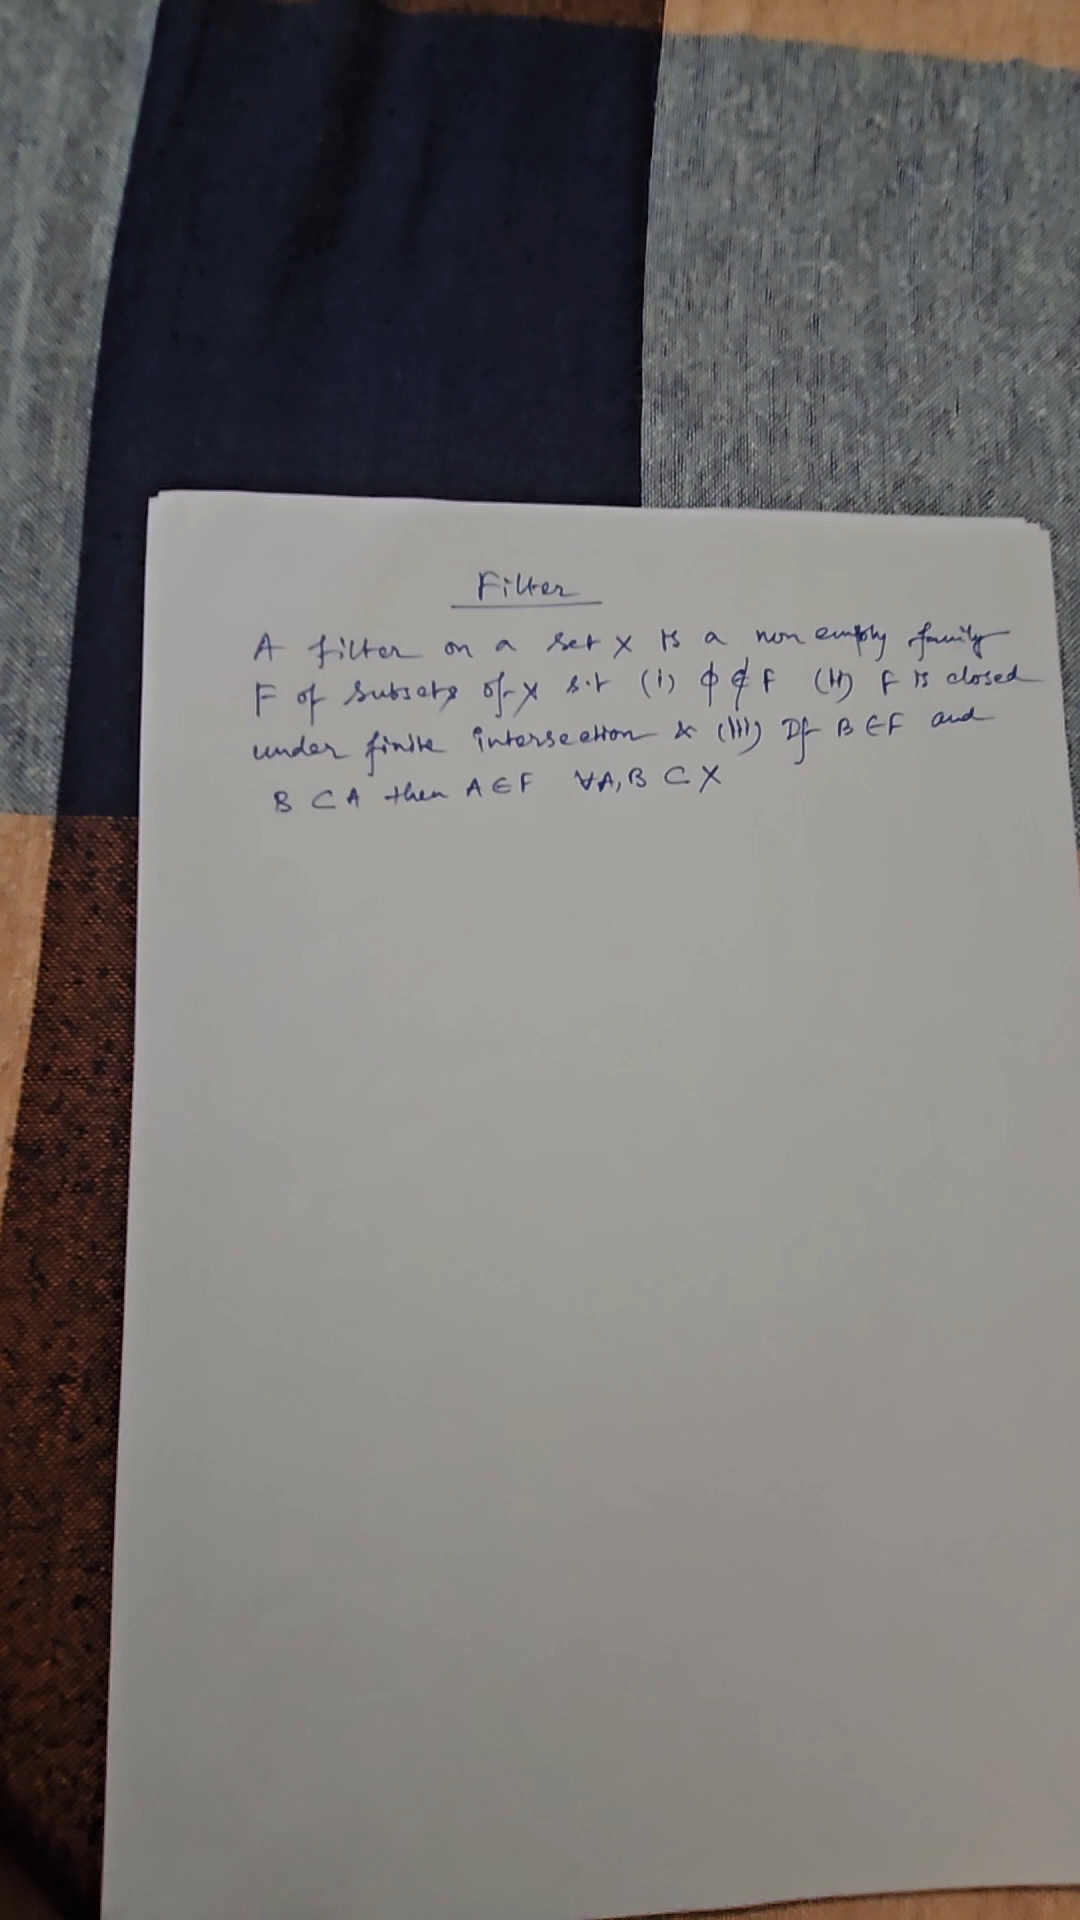 Filter
A filter on a set X is a non empty family
F of subsets of X s.t (i) ϕ ∉ F (ii) F is closed
under finite intersection & (iii) If B ∈ F and
B ⊂ A then A ∈ F ∀A, B ⊂ X